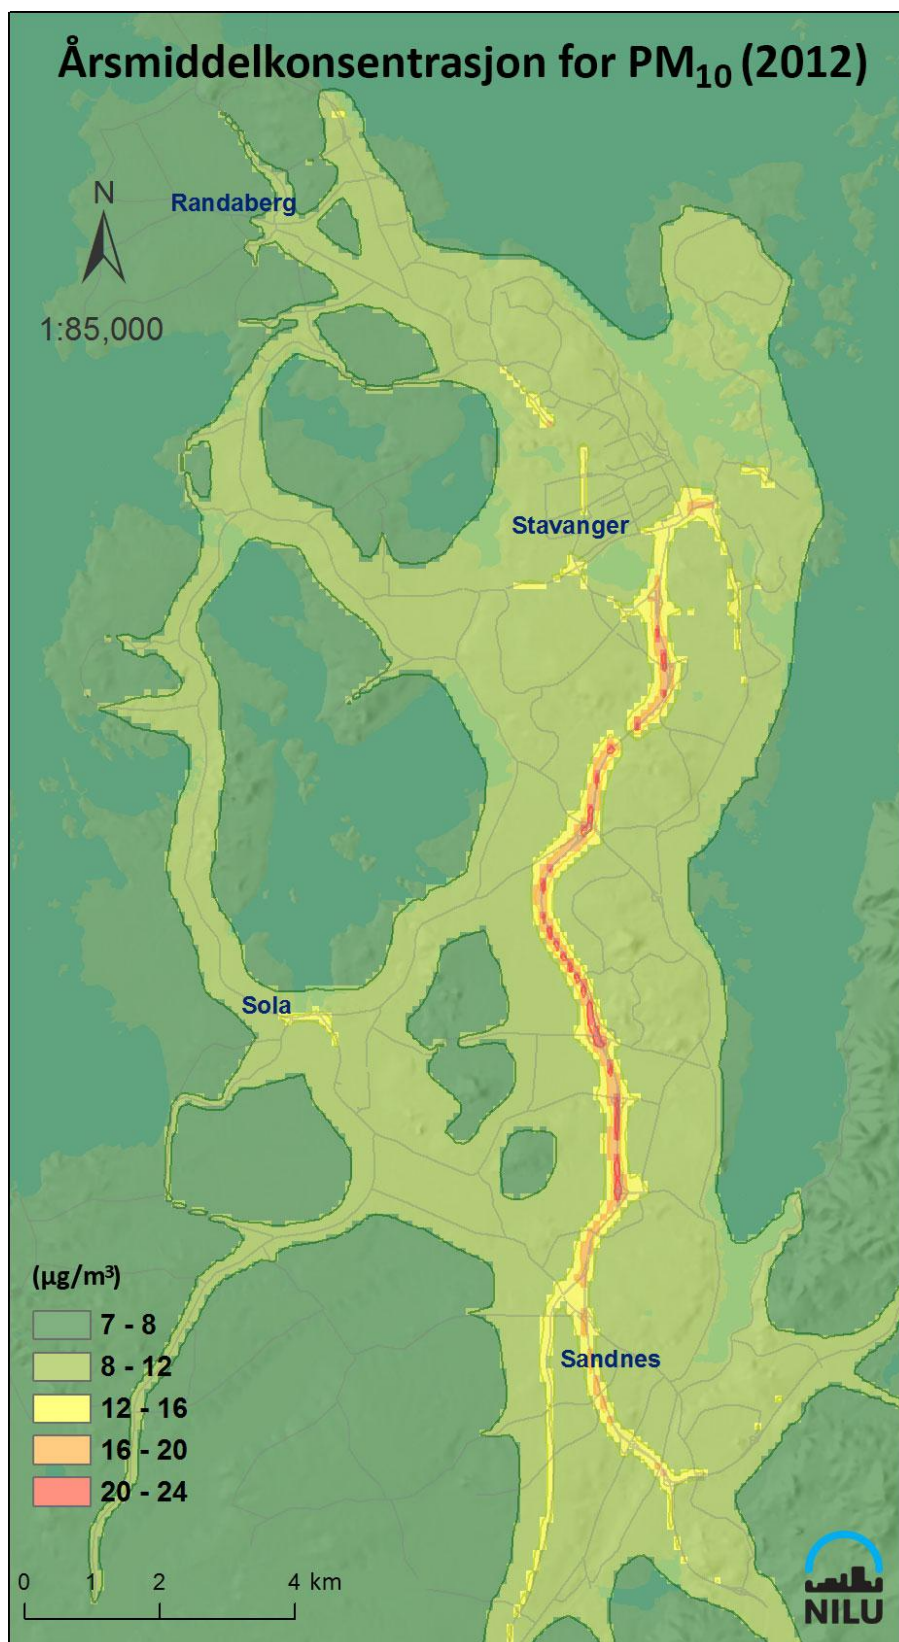 Årsmiddelkonsentrasjon for PM₁₀ (2012)
N
Randaberg
1:85,000
Stavanger
Sola
(µg/m³)
7 - 8
8 - 12
12 - 16
16 - 20
20 - 24
Sandnes
0 1 2 4 km
NILU